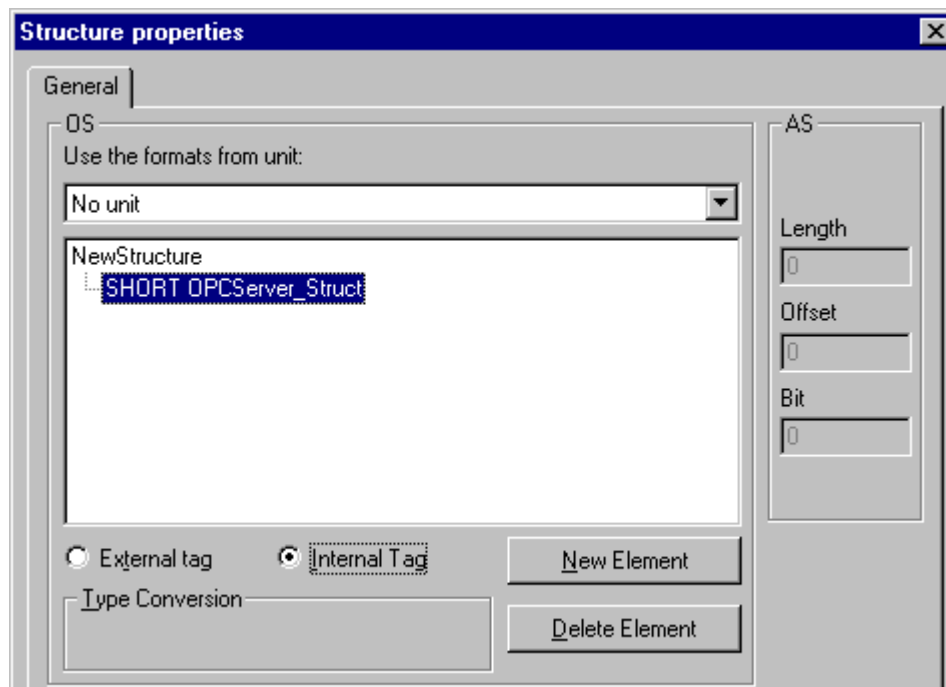 Structure properties
General
OS
Use the formats from unit:
No unit
NewStructure
SHORT OPCServer_Struct
External tag
Internal Tag
New Element
Type Conversion
Delete Element
AS
Length
0
Offset
0
Bit
0